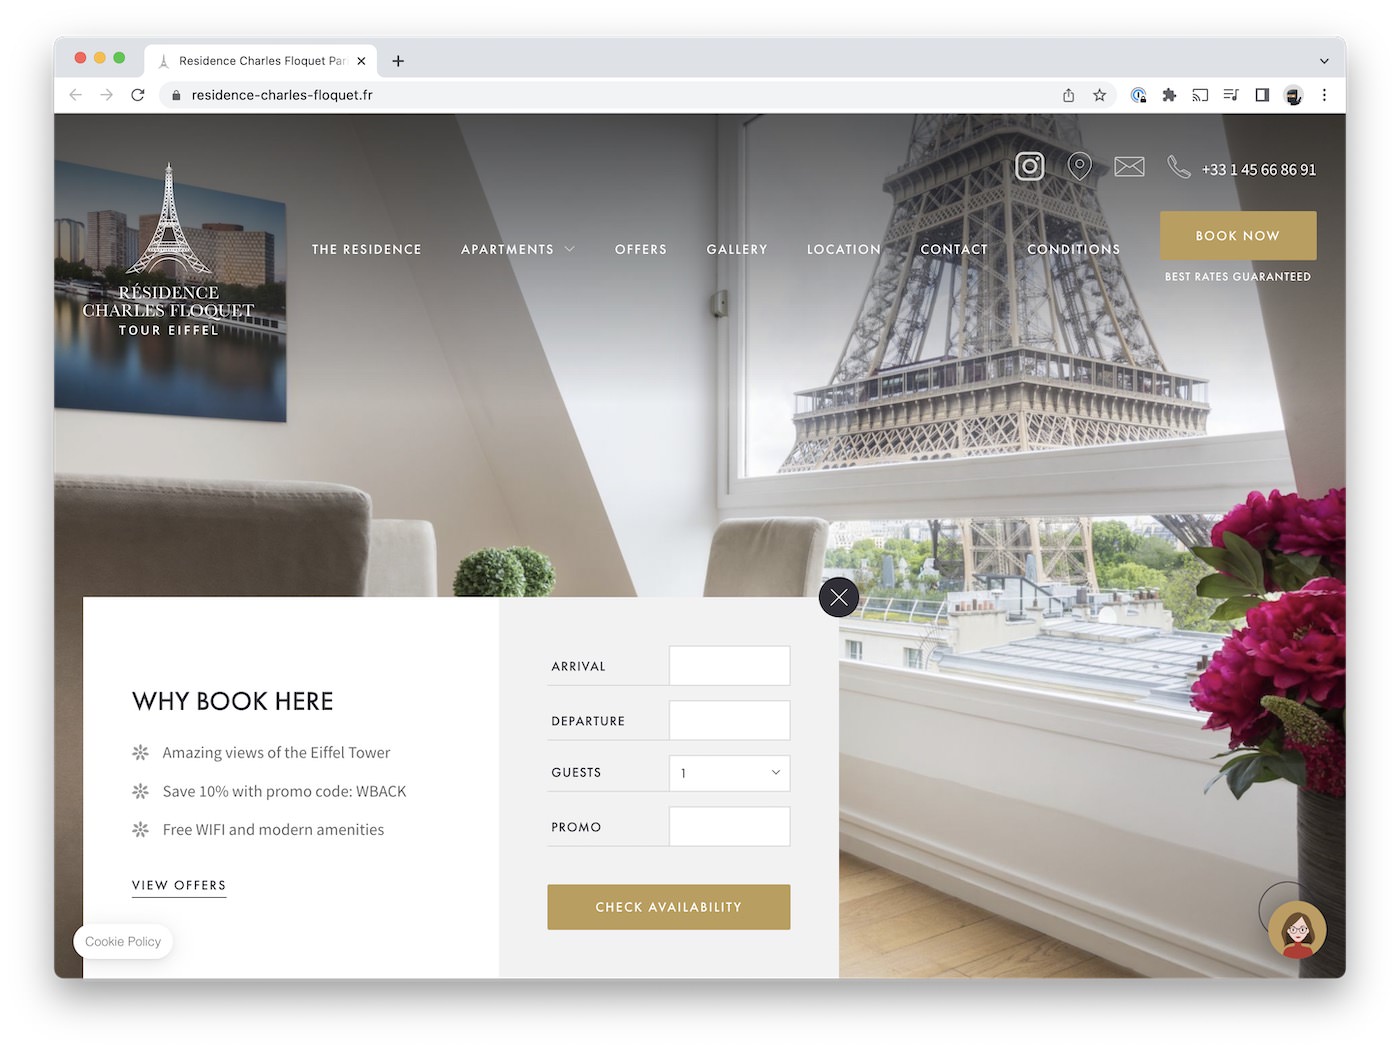 Residence Charles Floquet Par
residence-charles-floquet.fr
+33 1 45 66 86 91
RÉSIDENCE
CHARLES FLOQUET
TOUR EIFFEL
THE RESIDENCE
APARTMENTS
OFFERS
GALLERY
LOCATION
CONTACT
CONDITIONS
BOOK NOW
BEST RATES GUARANTEED
WHY BOOK HERE
Amazing views of the Eiffel Tower
Save 10% with promo code: WBACK
Free WIFI and modern amenities
VIEW OFFERS
ARRIVAL
DEPARTURE
GUESTS
1
PROMO
CHECK AVAILABILITY
Cookie Policy